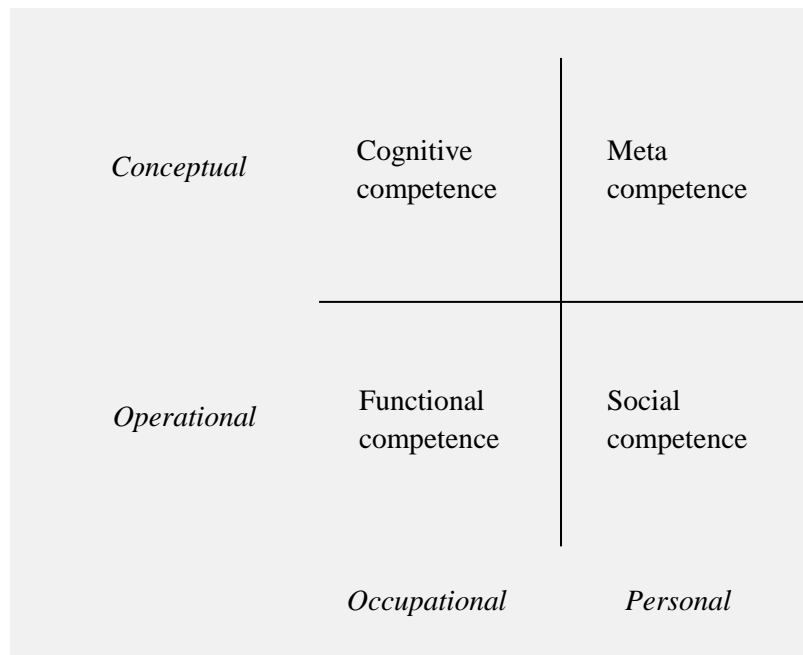 Conceptual
Cognitive
competence
Meta
competence
Operational
Functional
competence
Social
competence
Occupational
Personal